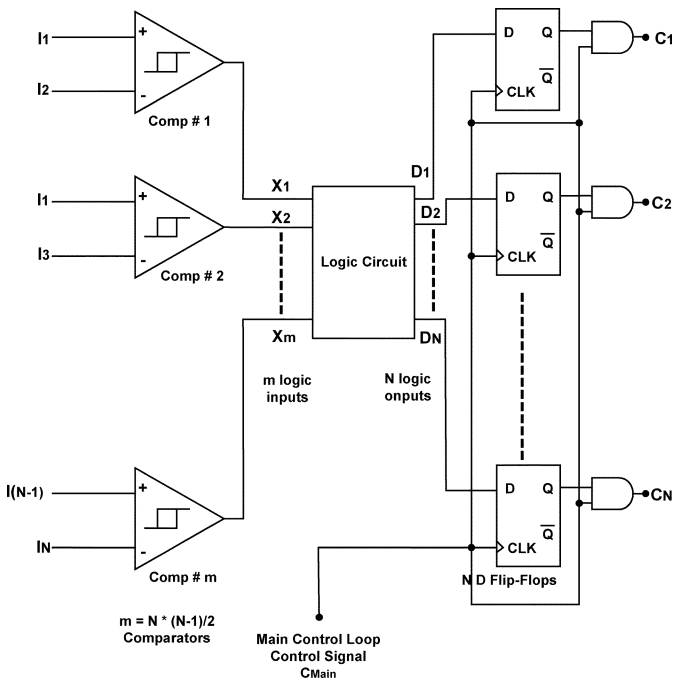 I1
+
I2
-
Comp # 1
I1
+
I3
-
Comp # 2
I(N-1)
+
IN
-
Comp # m
m = N * (N-1)/2
Comparators
X1
X2
Xm
m logic
inputs
Logic Circuit
D1
D2
DN
N logic
onputs
Main Control Loop
Control Signal
CMain
D
Q
Q
CLK
C1
D
Q
Q
CLK
C2
D
Q
Q
CLK
CN
N D Flip-Flops